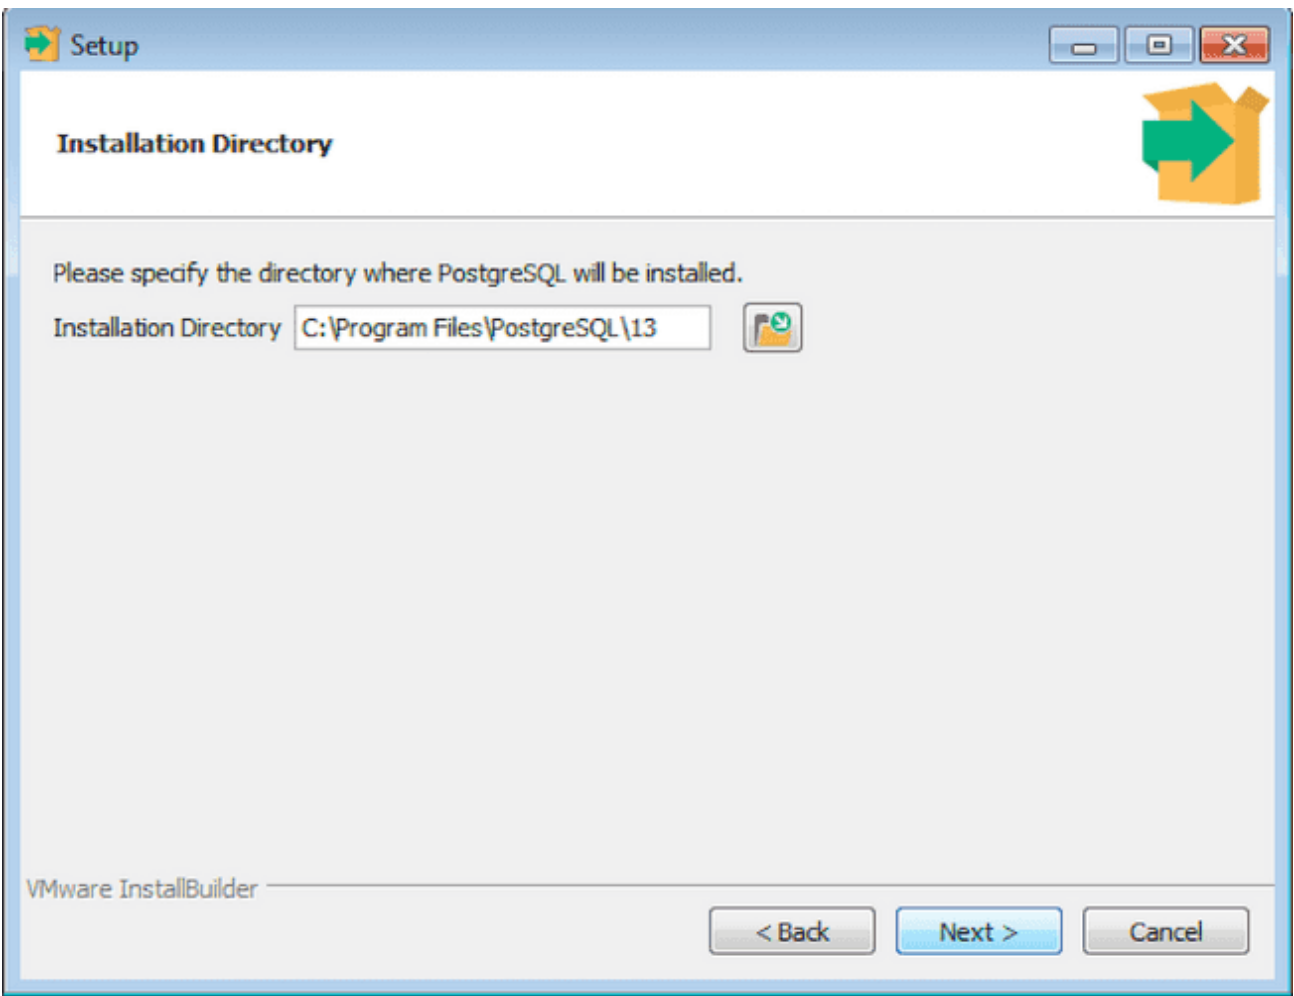 Setup
Installation Directory
Please specify the directory where PostgreSQL will be installed.
Installation Directory C:\Program Files\PostgreSQL\13
VMware InstallBuilder
< Back Next > Cancel